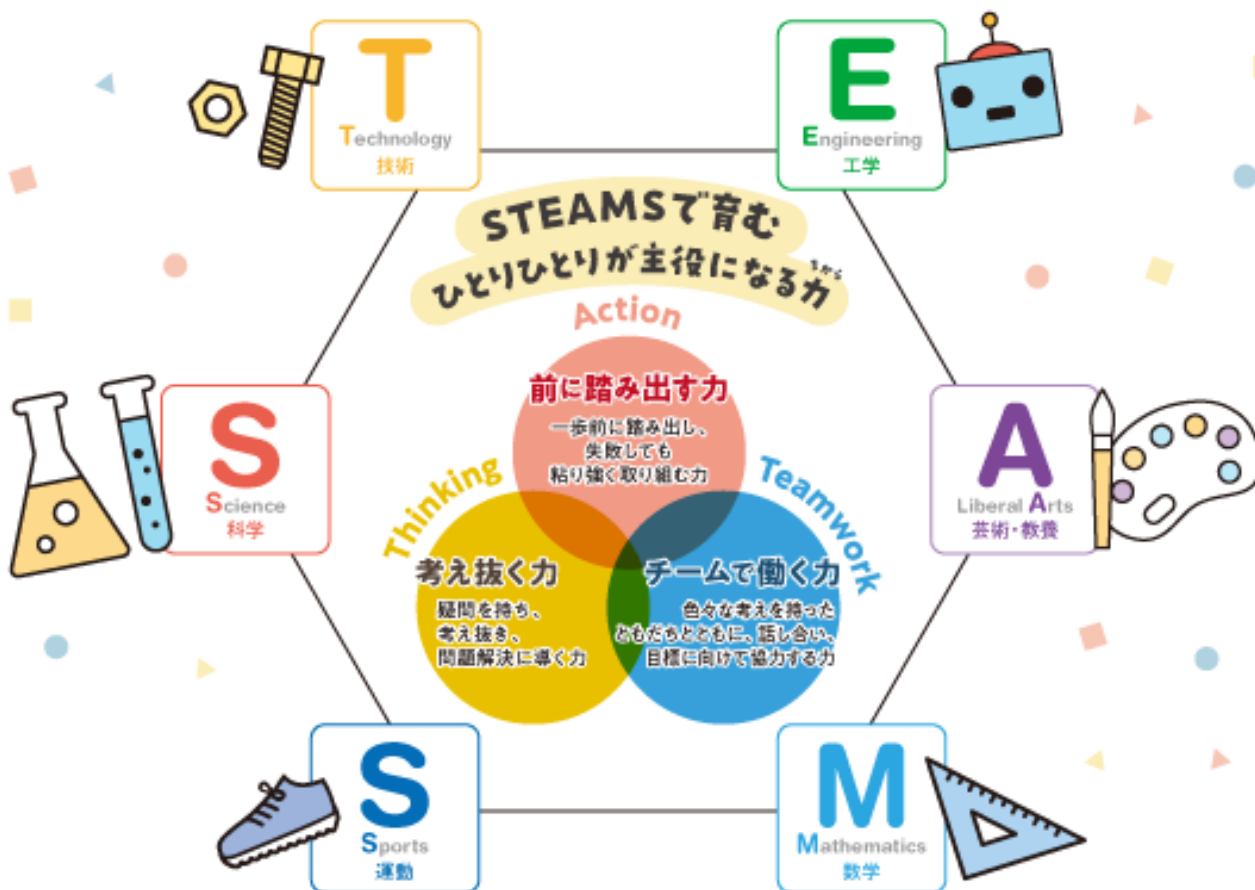 T
Technology
技術
E
Engineering
工学
STEAMSで育む
ひとりひとりが主役になる力
ちから
Action
前に踏み出す力
一歩前に踏み出し、
失敗しても
粘り強く取り組む力
S
Science
科学
A
Liberal Arts
芸術・教養
Thinking
考え抜く力
疑問を持ち、
考え抜き、
問題解決に導く力
Teamwork
チームで働く力
色々な考えを持った
ともだちとともに、話し合い、
目標に向けて協力する力
S
Sports
運動
M
Mathematics
数学